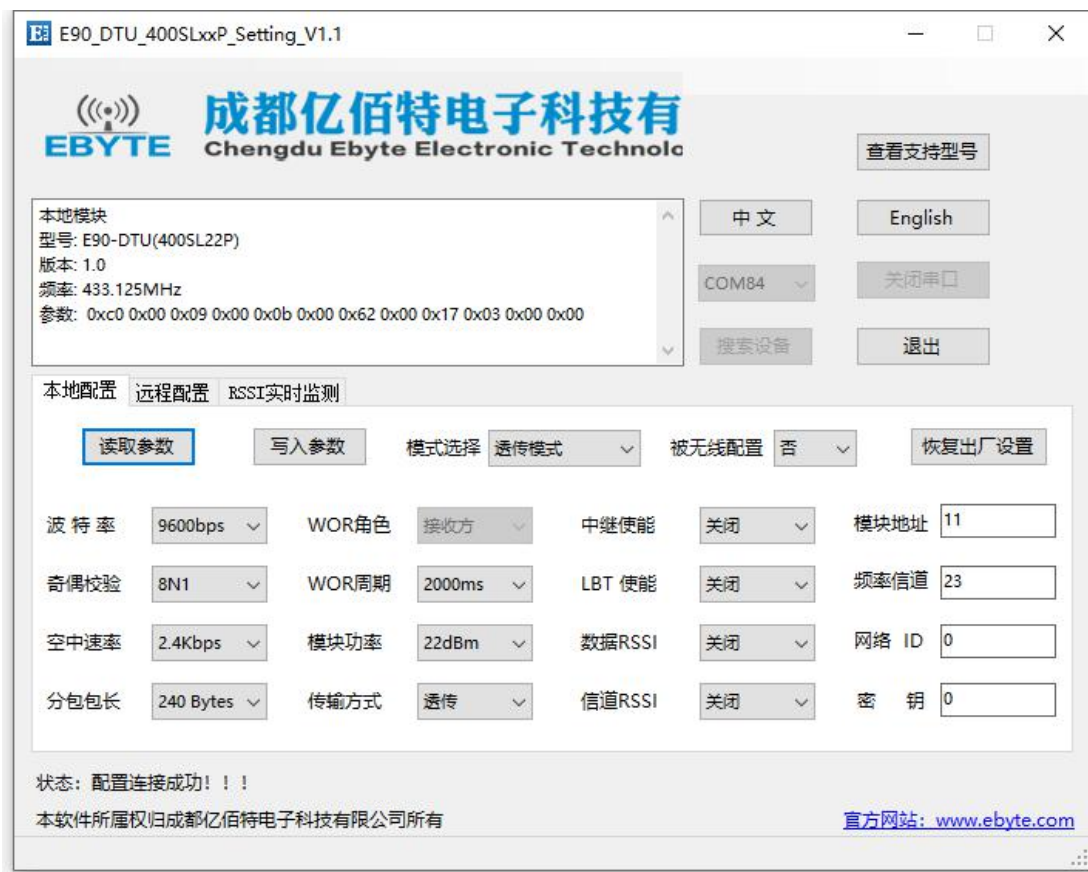 E90_DTU_400SLxxP_Setting_V1.1
EBYTE
成都亿佰特电子科技有
Chengdu Ebyte Electronic Technolo
查看支持型号
本地模块
型号: E90-DTU(400SL22P)
版本: 1.0
频率: 433.125MHz
参数: 0xc0 0x00 0x09 0x00 0x0b 0x00 0x62 0x00 0x17 0x03 0x00 0x00
中 文 English
COM84 关闭串口
搜索设备 退出
本地配置 远程配置 RSSI实时监测
读取参数 写入参数 模式选择 透传模式 被无线配置 否 恢复出厂设置
波 特 率 9600bps WOR角色 接收方 中继使能 关闭 模块地址 11
奇偶校验 8N1 WOR周期 2000ms LBT 使能 关闭 频率信道 23
空中速率 2.4Kbps 模块功率 22dBm 数据RSSI 关闭 网络 ID 0
分包包长 240 Bytes 传输方式 透传 信道RSSI 关闭 密 钥 0
状态：配置连接成功！！！
本软件所属权归成都亿佰特电子科技有限公司所有 官方网站：www.ebyte.com